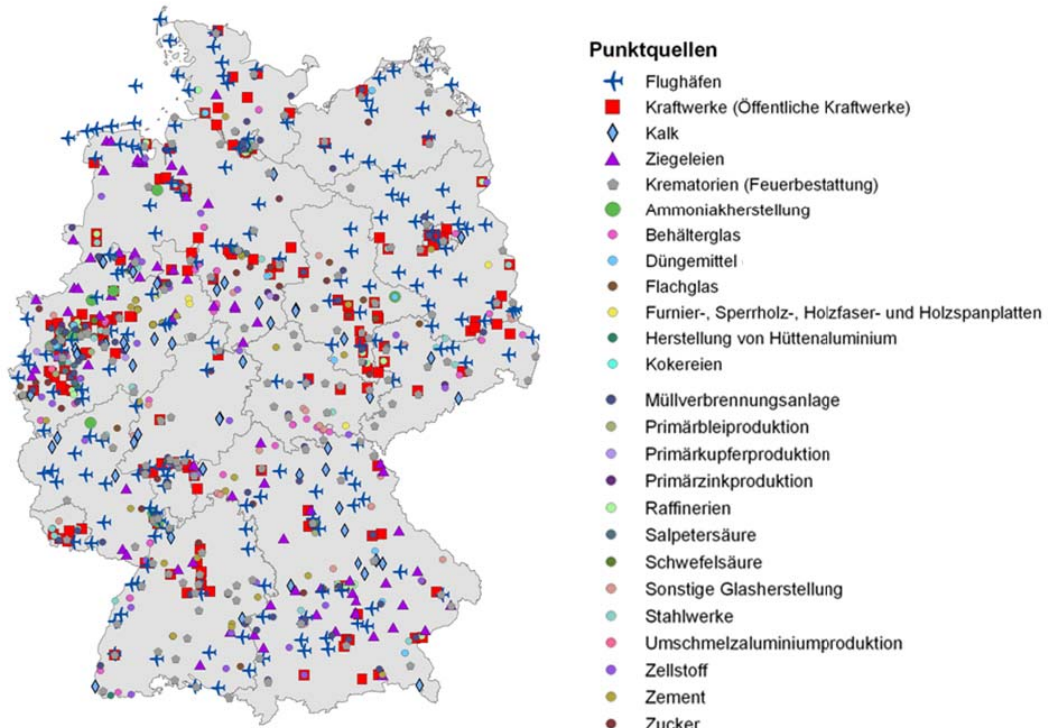 Punktquellen
Flughäfen
Kraftwerke (Öffentliche Kraftwerke)
Kalk
Ziegeleien
Krematorien (Feuerbestattung)
Ammoniakherstellung
Behälterglas
Düngemittel
Flachglas
Furnier-, Sperrholz-, Holzfaser- und Holzspanplatten
Herstellung von Hüttenaluminium
Kokereien
Müllverbrennungsanlage
Primärbleiproduktion
Primärkupferproduktion
Primärzinkproduktion
Raffinerien
Salpetersäure
Schwefelsäure
Sonstige Glasherstellung
Stahlwerke
Umschmelzaluminiumproduktion
Zellstoff
Zement
Zucker